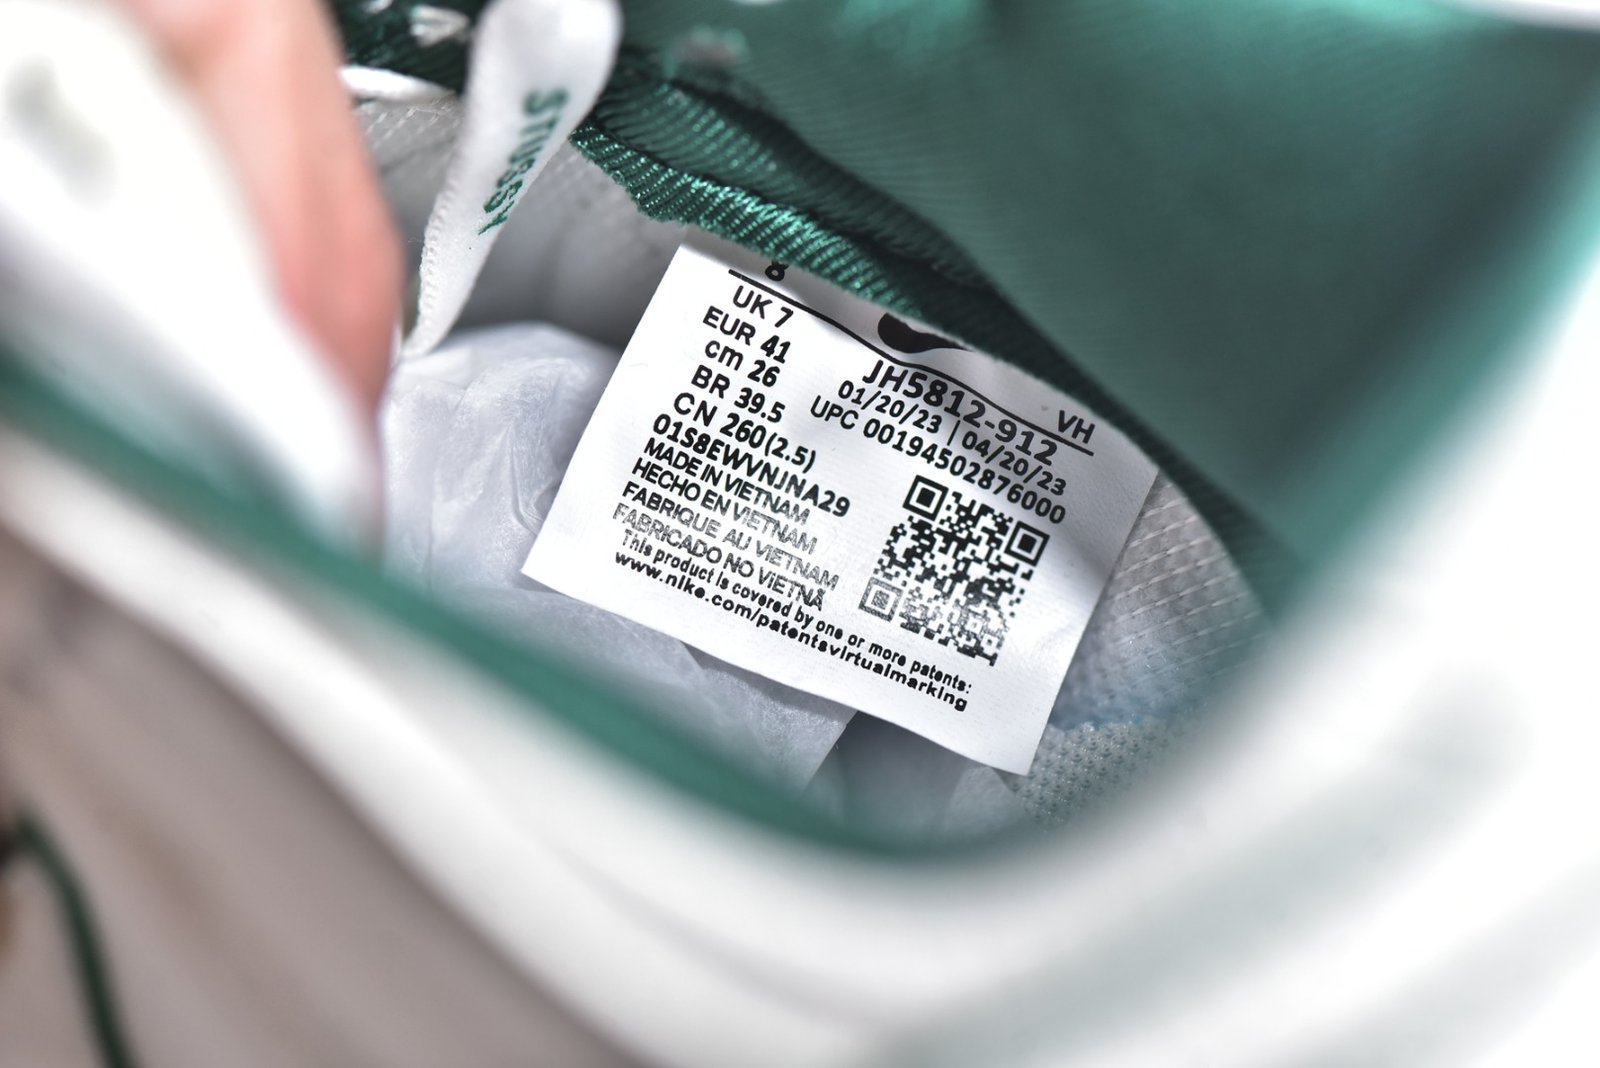 STUSSY
8
UK 7
EUR 41
cm 26
BR 39.5
CN 260(2.5)
01S8EWVNJNA29
MADE IN VIETNAM
HECHO EN VIETNAM
FABRIQUE AU VIETNAM
FABRICADO NO VIETNÃ
This product is covered by one or more patents:
www.nike.com/patentsvirtualmarking
VH
JH5812-912
01/20/23 | 04/20/23
UPC 00194502876000